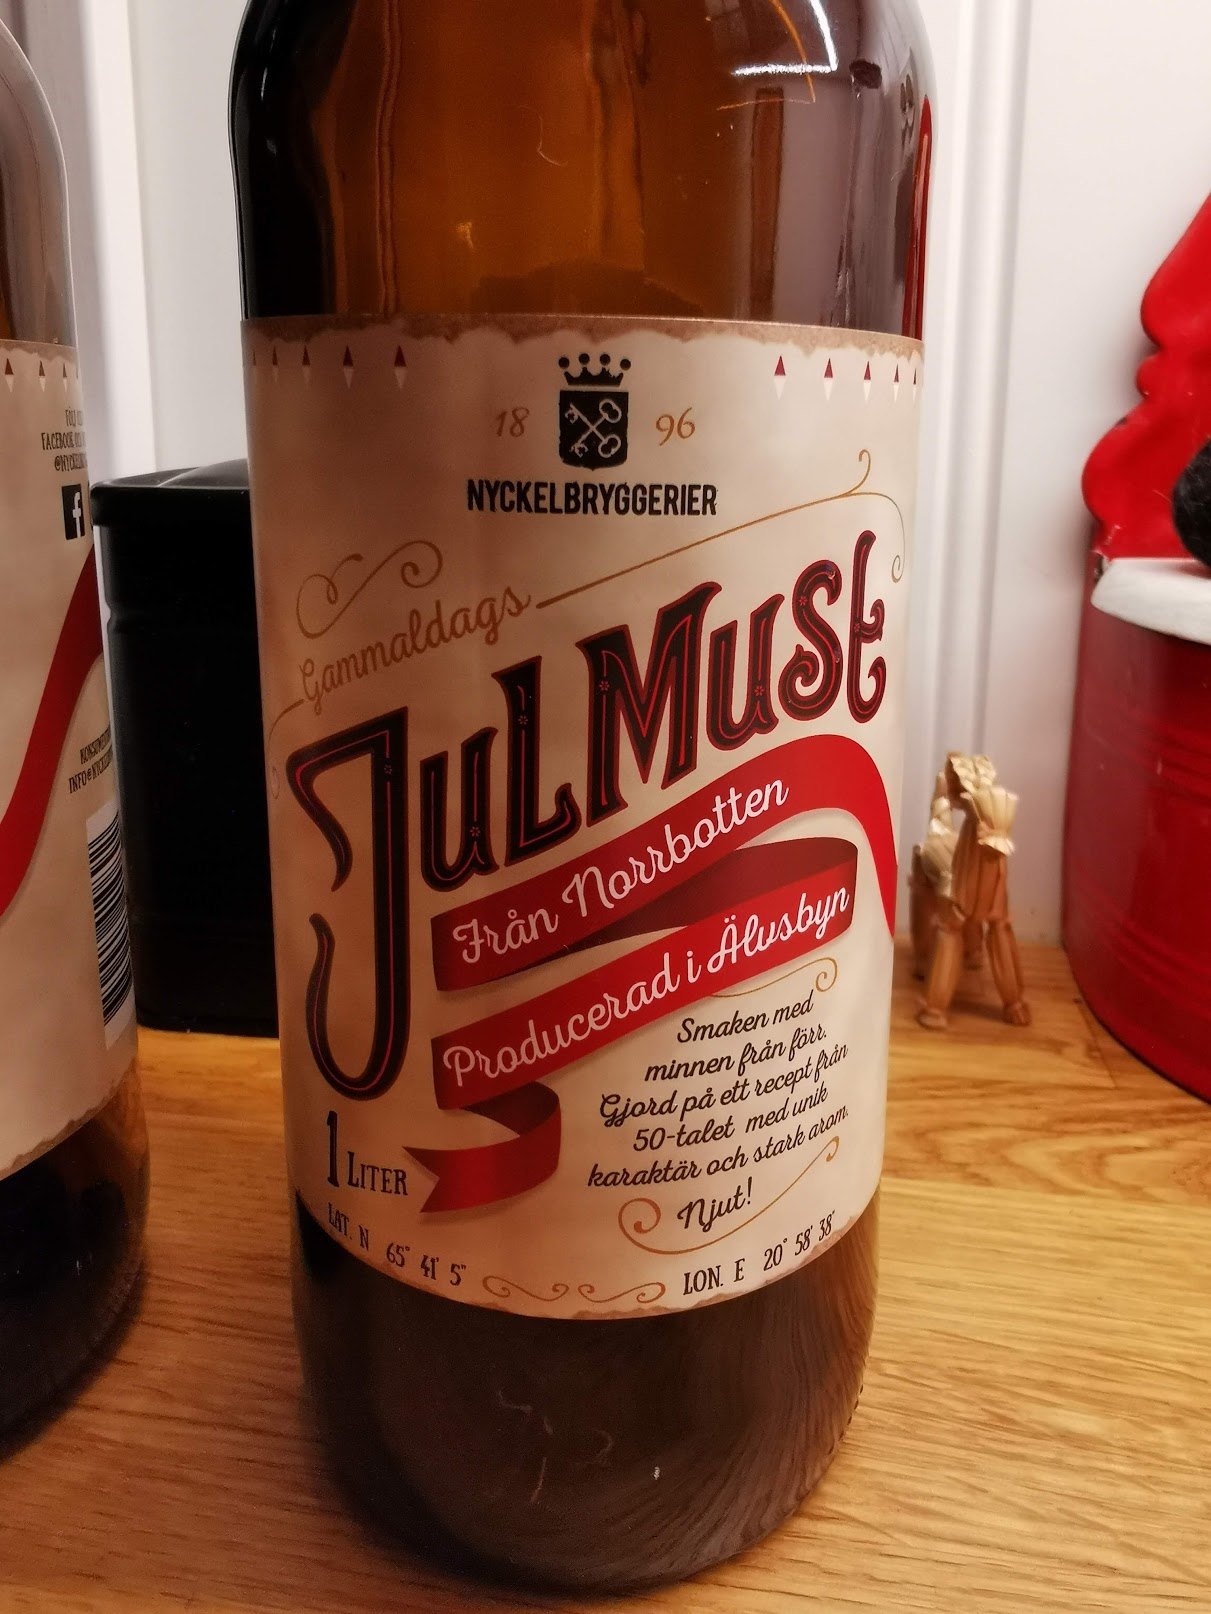 18 96
NYCKELBRYGGERIER
Gammaldags
JULMUST
Från Norrbotten
Producerad i Älvsbyn
Smaken med
minnen från förr.
Gjord på ett recept från
50-talet med unik
karaktär och stark arom.
Njut!
1 LITER
LAT. N 65° 41' 5"
LON. E 20° 58' 38"
FACEBOOK
f